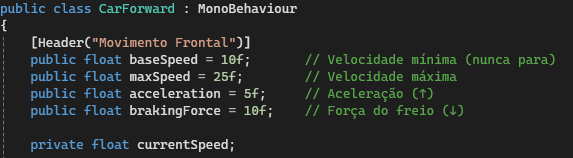 public class CarForward : MonoBehaviour
{
[Header("Movimento Frontal")]
public float baseSpeed = 10f; // Velocidade mínima (nunca para)
public float maxSpeed = 25f; // Velocidade máxima
public float acceleration = 5f; // Aceleração (↑)
public float brakingForce = 10f; // Força do freio (↓)
private float currentSpeed;